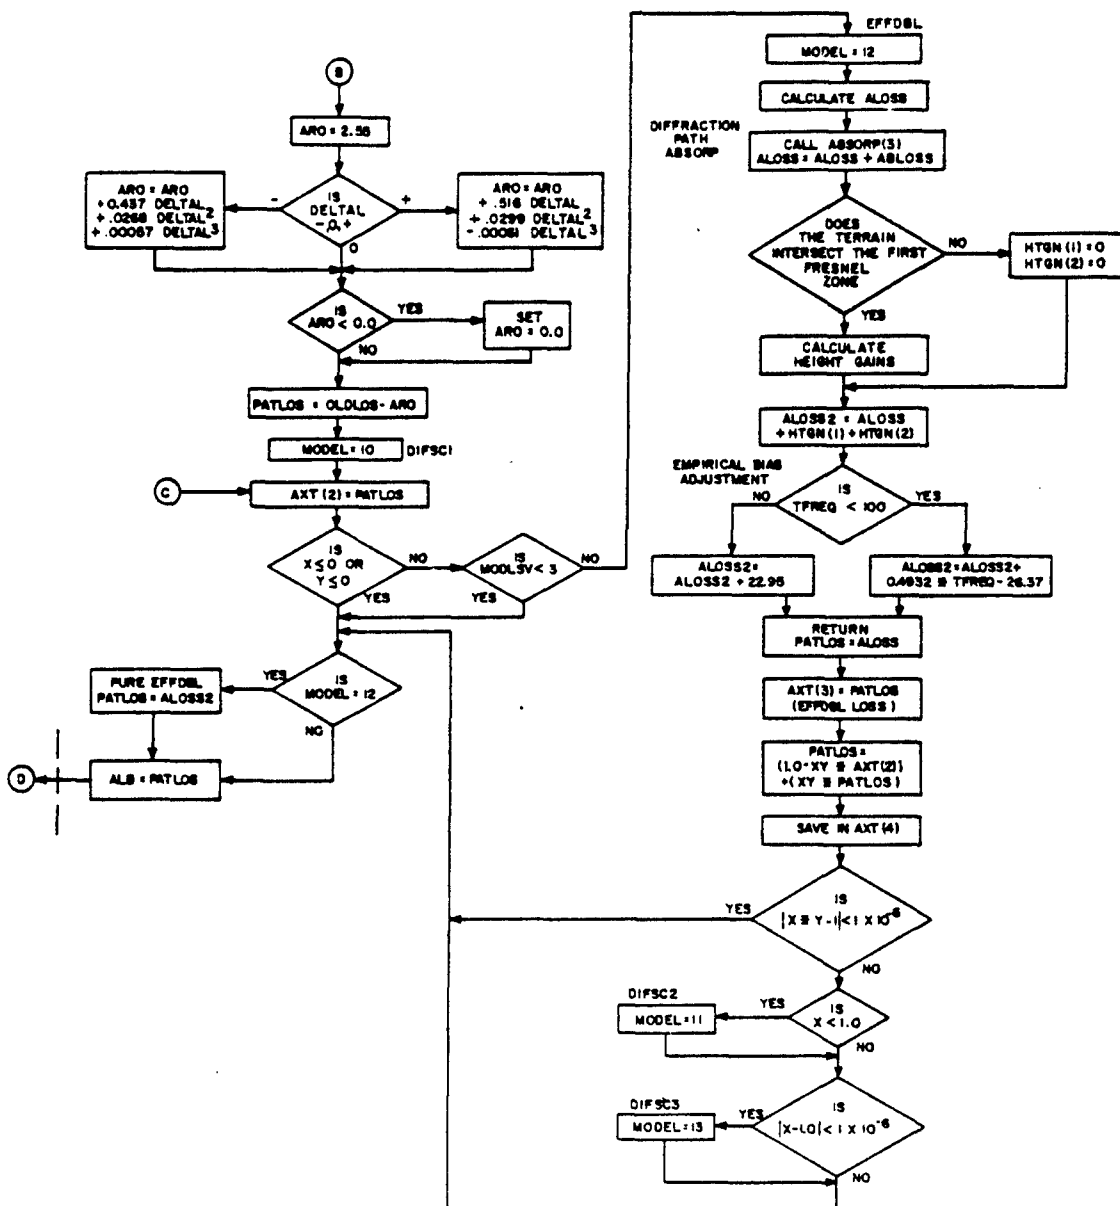 B
ARO = 2.55
IS
DELTAL
-,0,+
-
+
0
ARO = ARO
+0.437 DELTAL
+ .0268 DELTAL²
+ .00067 DELTAL³
ARO = ARO
+ .516 DELTAL
+ .0299 DELTAL²
- .00061 DELTAL³
IS
ARO < 0.0
YES
NO
SET
ARO = 0.0
PATLOS = OLDLOS - ARO
MODEL = 10
DIFSC1
C
AXT (2) = PATLOS
IS
X ≤ 0 OR
Y ≤ 0
NO
YES
IS
MODLSV < 3
NO
YES
IS
MODEL = 12
YES
NO
PURE EFFDBL
PATLOS = ALOSS2
ALB = PATLOS
D
EFFDBL
MODEL = 12
CALCULATE ALOSS
DIFFRACTION
PATH
ABSORP
CALL ABSORP(3)
ALOSS = ALOSS + ABLOSS
DOES
THE TERRAIN
INTERSECT THE FIRST
FRESNEL
ZONE
NO
YES
HTGN (1) = 0
HTGN (2) = 0
CALCULATE
HEIGHT GAINS
ALOSS2 = ALOSS
+ HTGN(1) + HTGN(2)
EMPIRICAL BIAS
ADJUSTMENT
IS
TFREQ < 100
NO
YES
ALOSS2 =
ALOSS2 + 22.95
ALOSS2 = ALOSS2 +
0.4932 * TFREQ - 26.37
RETURN
PATLOS = ALOSS
AXT(3) = PATLOS
(EFFDBL LOSS)
PATLOS =
(1.0 - XY * AXT(2))
+ (XY * PATLOS)
SAVE IN AXT (4)
IS
|X * Y - 1| < 1 X 10⁻⁶
YES
NO
DIFSC2
MODEL = 11
YES
IS
X < 1.0
NO
DIFSC3
MODEL = 13
YES
IS
|X - 1.0| < 1 X 10⁻⁶
NO